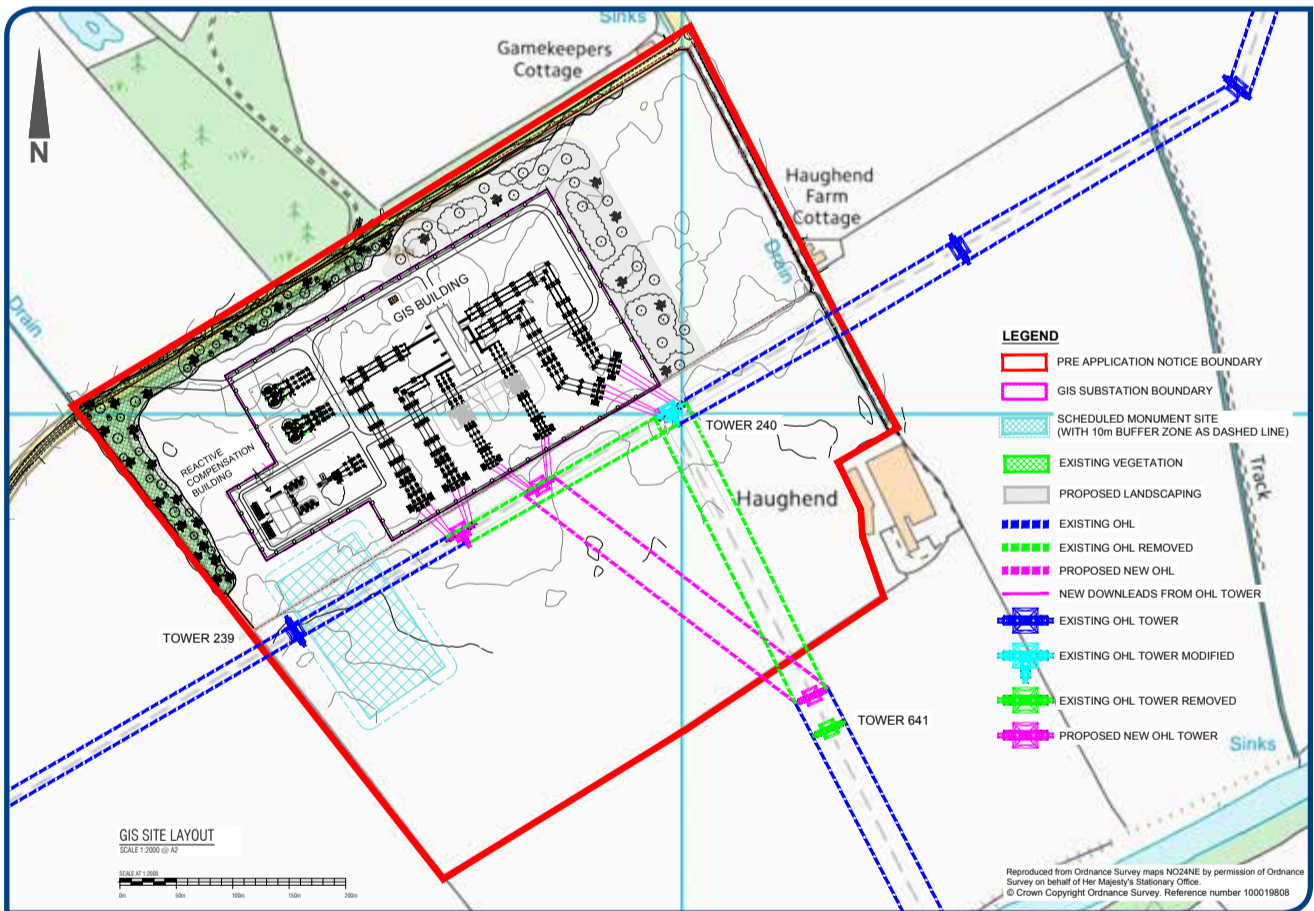 Sinks
Gamekeepers
Cottage
N
Haughend
Farm
Cottage
Drain
Drain
GIS BUILDING
REACTIVE
COMPENSATION
BUILDING
TOWER 240
Haughend
Track
TOWER 239
TOWER 641
Sinks
LEGEND
PRE APPLICATION NOTICE BOUNDARY
GIS SUBSTATION BOUNDARY
SCHEDULED MONUMENT SITE
(WITH 10m BUFFER ZONE AS DASHED LINE)
EXISTING VEGETATION
PROPOSED LANDSCAPING
EXISTING OHL
EXISTING OHL REMOVED
PROPOSED NEW OHL
NEW DOWNLEADS FROM OHL TOWER
EXISTING OHL TOWER
EXISTING OHL TOWER MODIFIED
EXISTING OHL TOWER REMOVED
PROPOSED NEW OHL TOWER
GIS SITE LAYOUT
SCALE 1:2000 @ A2
SCALE AT 1:2000
0m 50m 100m 150m 200m
Reproduced from Ordnance Survey maps NO24NE by permission of Ordnance
Survey on behalf of Her Majesty's Stationary Office.
© Crown Copyright Ordnance Survey. Reference number 100019808